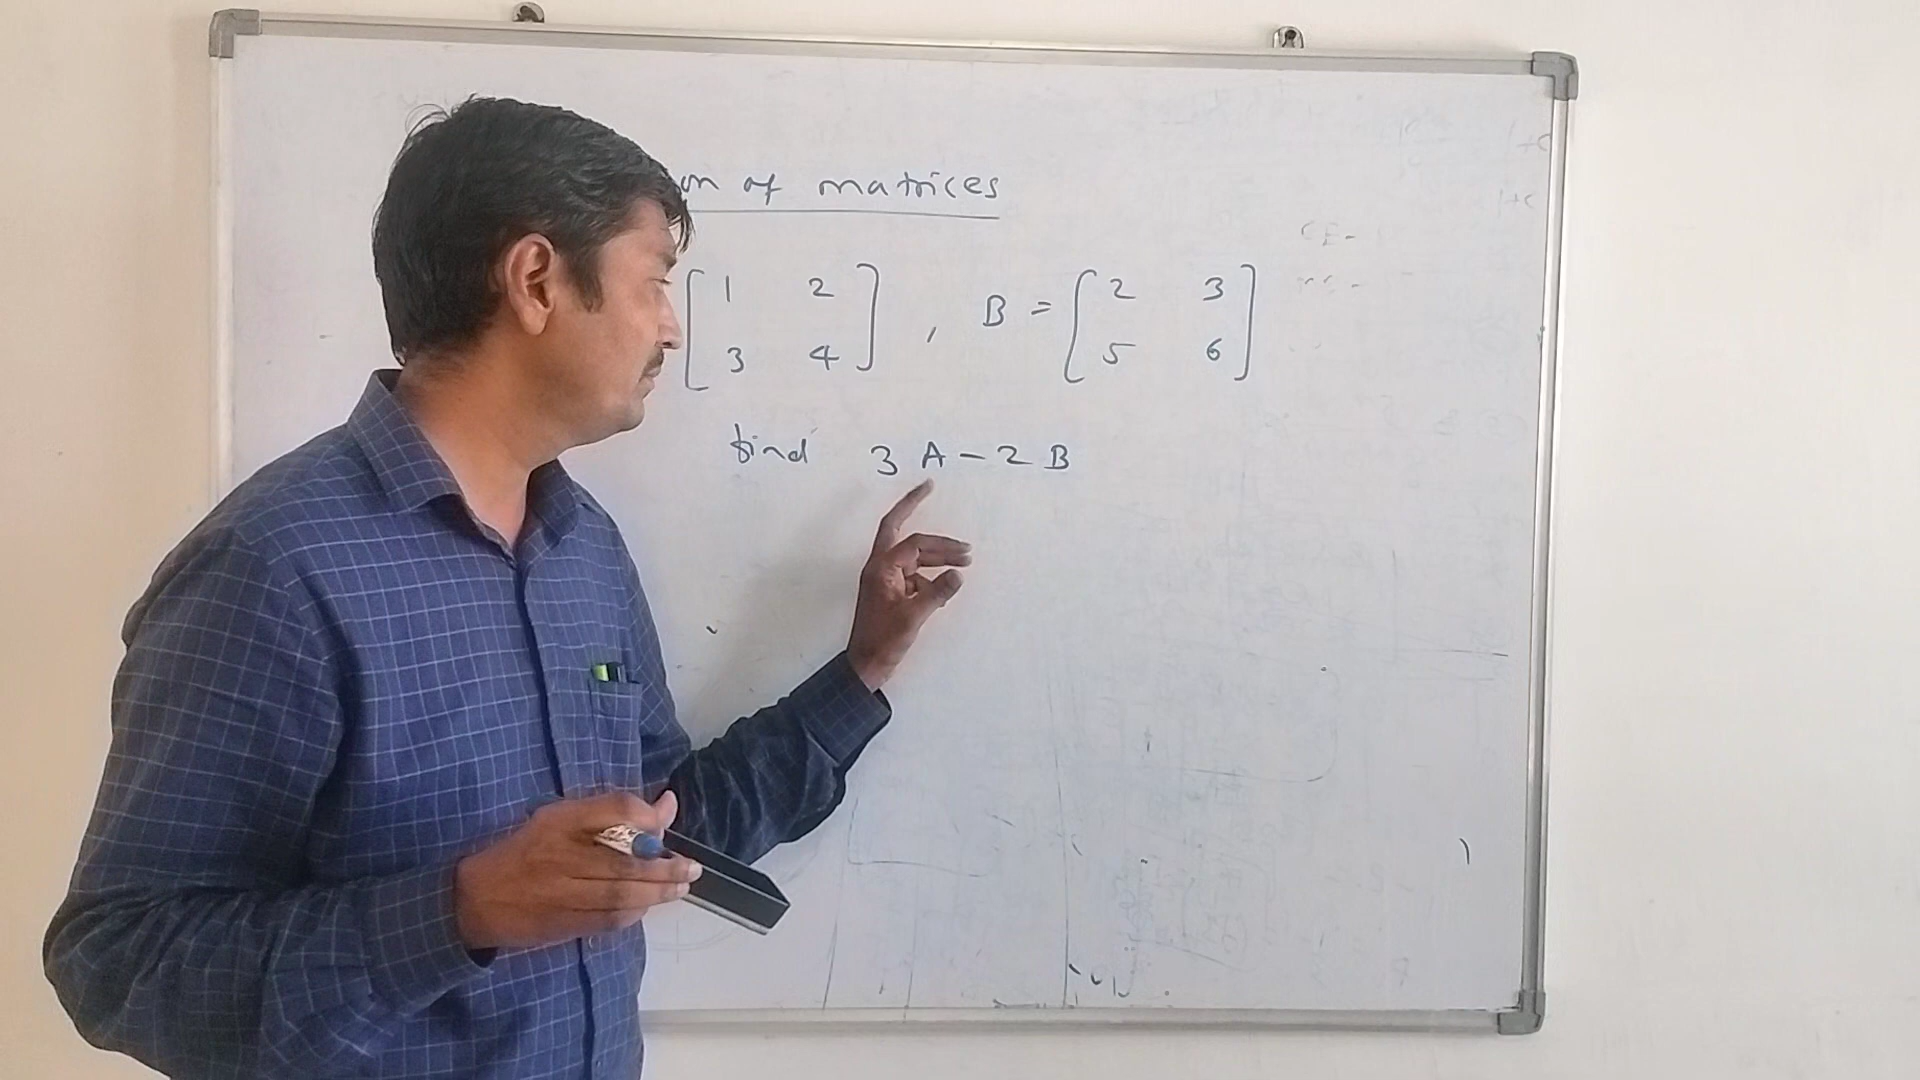 of matrices
[ 1 2 3 4 ] , B = [ 2 3 5 6 ]
find 3 A - 2 B